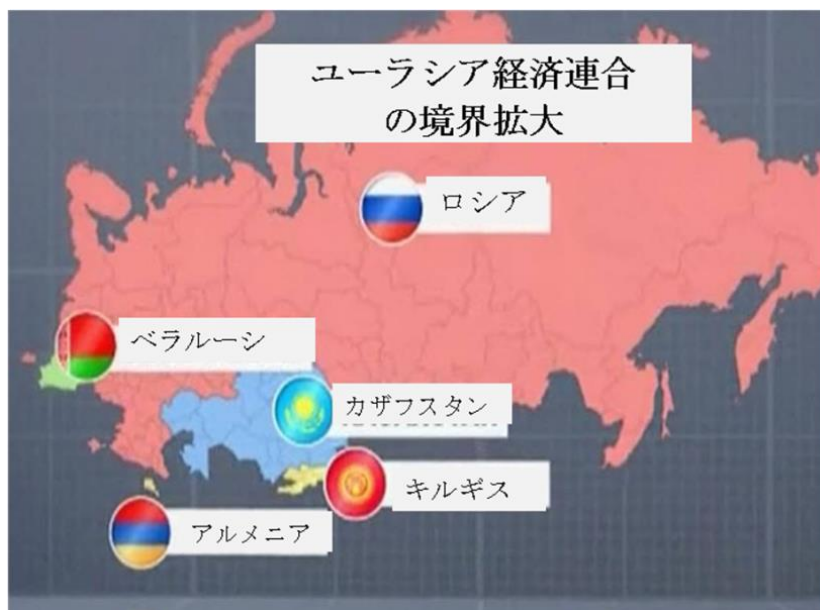 ユーラシア経済連合
の境界拡大
ロシア
ベラルーシ
カザフスタン
キルギス
アルメニア